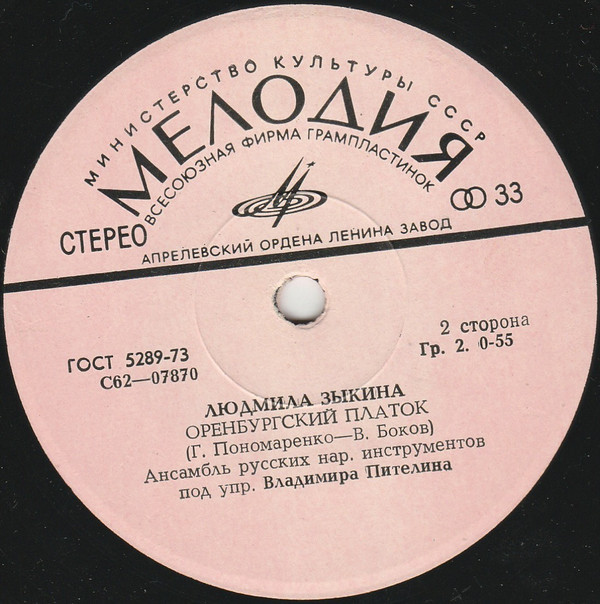 МИНИСТЕРСТВО КУЛЬТУРЫ СССР
МЕЛОДИЯ
ВСЕСОЮЗНАЯ ФИРМА ГРАМПЛАСТИНОК
СТЕРЕО
33
АПРЕЛЕВСКИЙ ОРДЕНА ЛЕНИНА ЗАВОД
ГОСТ 5289-73
С62—07870
2 сторона
Гр. 2. 0-55
ЛЮДМИЛА ЗЫКИНА
ОРЕНБУРГСКИЙ ПЛАТОК
(Г. Пономаренко—В. Боков)
Ансамбль русских нар. инструментов
под упр. Владимира Пителина